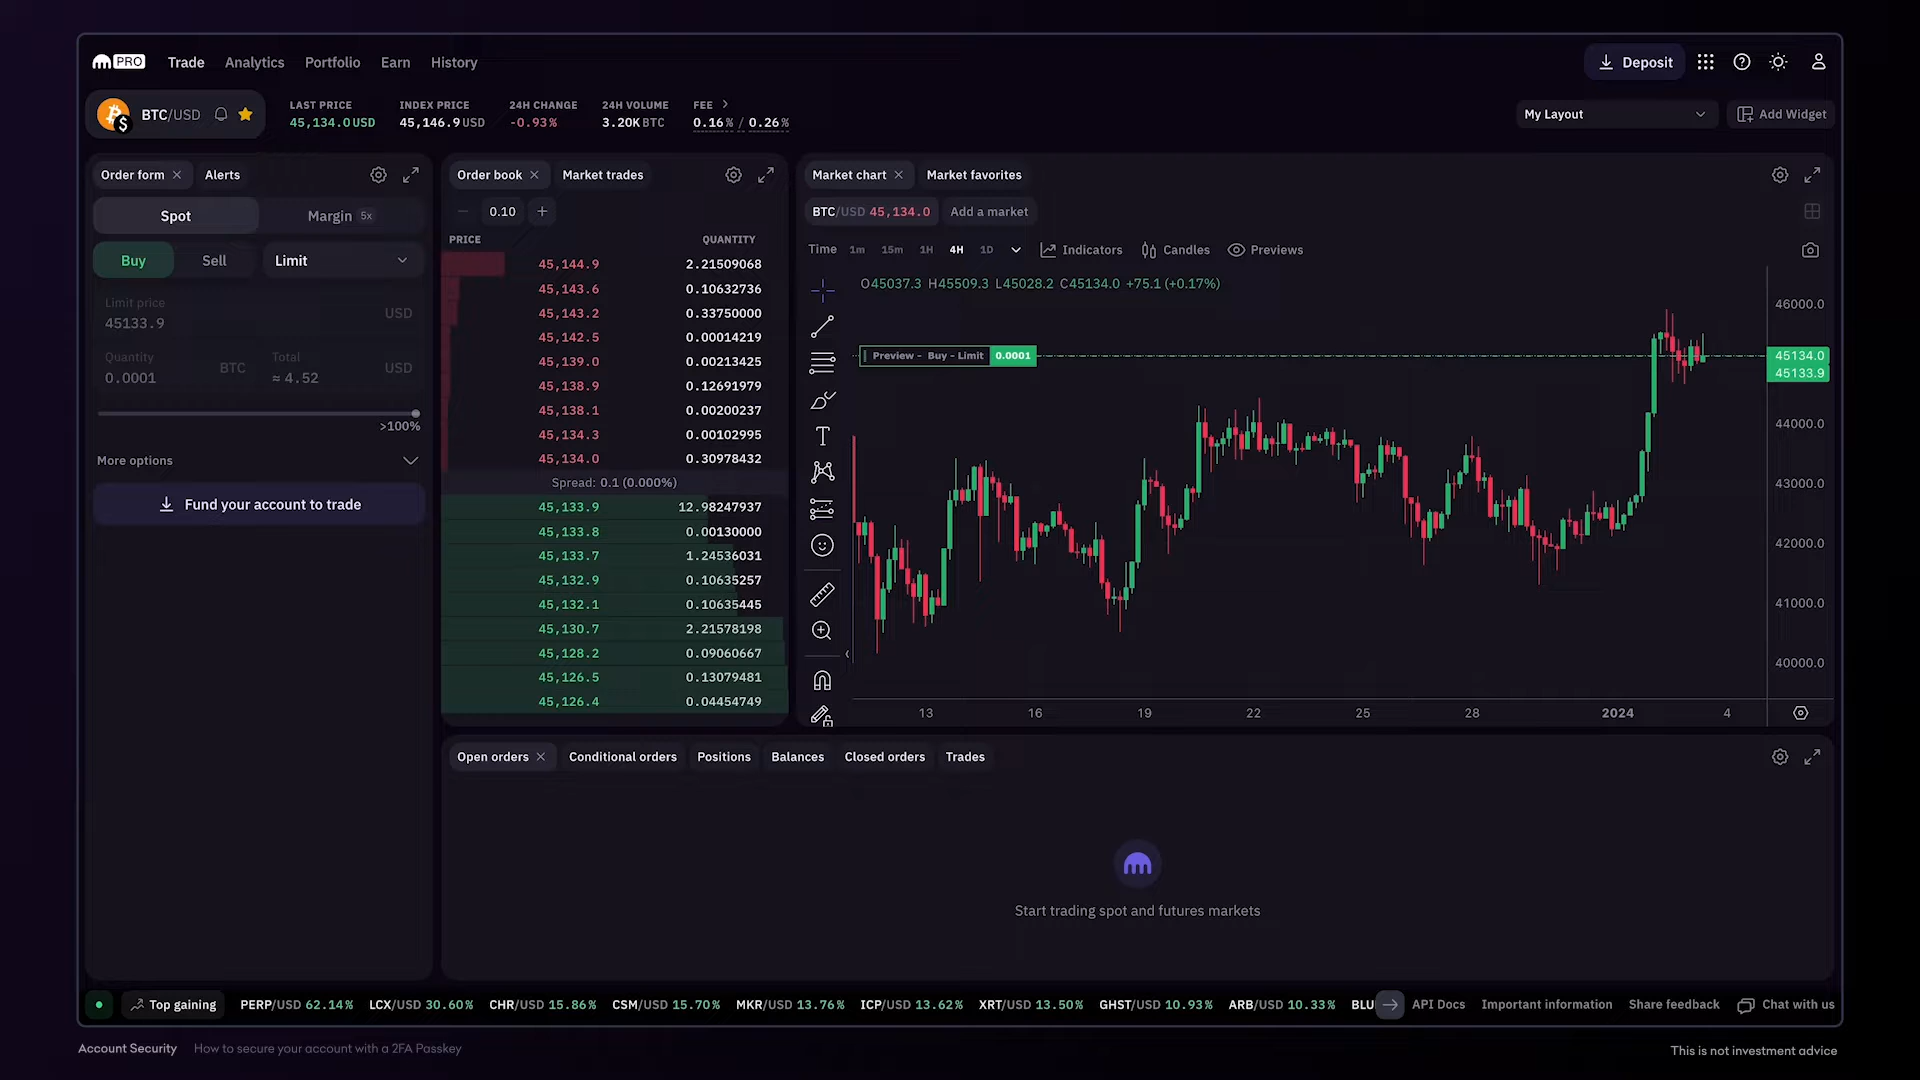 PRO Trade Analytics Portfolio Earn History Deposit
BTC/USD
LAST PRICE INDEX PRICE 24H CHANGE 24H VOLUME FEE
45,134.0 USD 45,146.9 USD -0.93% 3.20K BTC 0.16% / 0.26%
My Layout Add Widget
Order form Alerts
Spot Margin 5x
Buy Sell Limit
Limit price
45133.9 USD
Quantity Total
0.0001 BTC ≈ 4.52 USD
>100%
More options
Fund your account to trade
Order book Market trades
0.10
PRICE QUANTITY
45,144.9 2.21509068
45,143.6 0.10632736
45,143.2 0.33750000
45,142.5 0.00014219
45,139.0 0.00213425
45,138.9 0.12691979
45,138.1 0.00200237
45,134.3 0.00102995
45,134.0 0.30978432
Spread: 0.1 (0.000%)
45,133.9 12.98247937
45,133.8 0.00130000
45,133.7 1.24536031
45,132.9 0.10635257
45,132.1 0.10635445
45,130.7 2.21578198
45,128.2 0.09060667
45,126.5 0.13079481
45,126.4 0.04454749
Market chart Market favorites
BTC/USD 45,134.0 Add a market
Time 1m 15m 1H 4H 1D Indicators Candles Previews
O45037.3 H45509.3 L45028.2 C45134.0 +75.1 (+0.17%)
Preview - Buy - Limit 0.0001
46000.0
45134.0
45133.9
44000.0
43000.0
42000.0
41000.0
40000.0
13 16 19 22 25 28 2024 4
Open orders Conditional orders Positions Balances Closed orders Trades
Start trading spot and futures markets
Top gaining PERP/USD 62.14% LCX/USD 30.60% CHR/USD 15.86% CSM/USD 15.70% MKR/USD 13.76% ICP/USD 13.62% XRT/USD 13.50% GHST/USD 10.93% ARB/USD 10.33% BLU API Docs Important information Share feedback Chat with us
Account Security How to secure your account with a 2FA Passkey
This is not investment advice